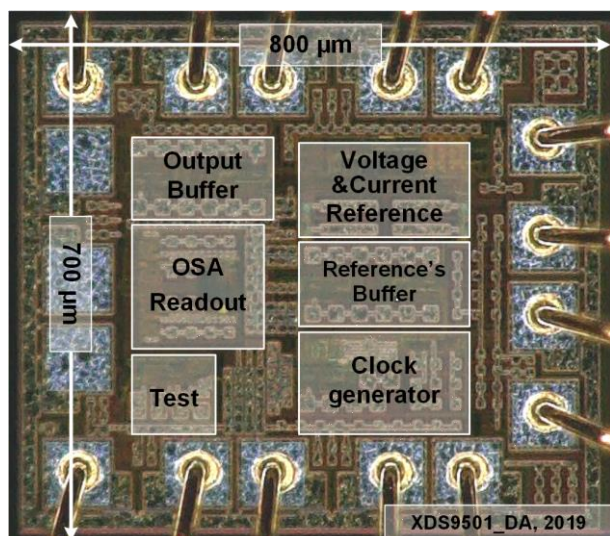 800 µm
700 µm
Output
Buffer
Voltage
&Current
Reference
OSA
Readout
Reference's
Buffer
Test
Clock
generator
XDS9501_DA, 2019